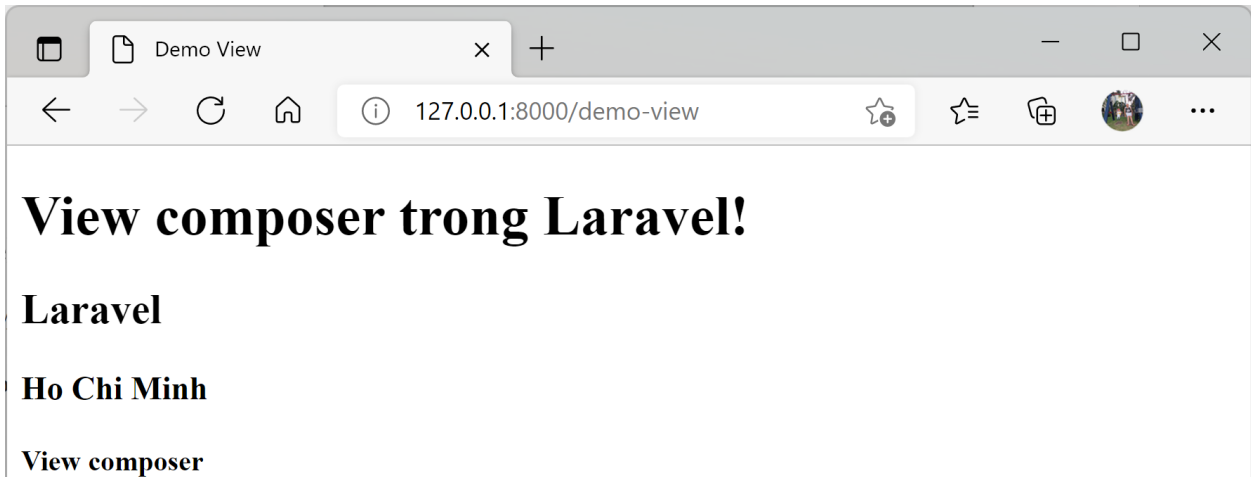 Demo View
127.0.0.1:8000/demo-view
View composer trong Laravel!
Laravel
Ho Chi Minh
View composer